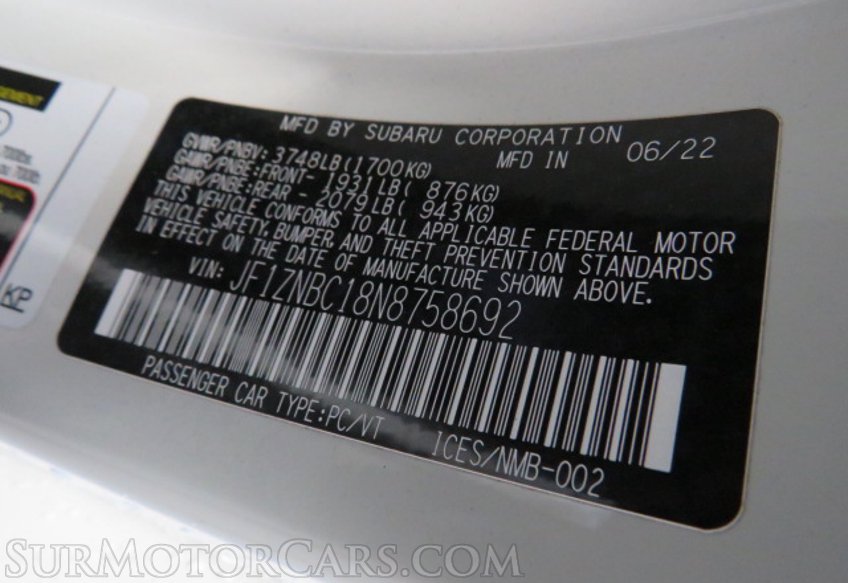 MFD BY SUBARU CORPORATION
MFD IN 06/22
GVWR/PNBV: 3748LB(1700KG)
GAWR/PNBE:FRONT- 1931LB( 876KG)
GAWR/PNBE:REAR - 2079LB( 943KG)
THIS VEHICLE CONFORMS TO ALL APPLICABLE FEDERAL MOTOR
VEHICLE SAFETY, BUMPER, AND THEFT PREVENTION STANDARDS
IN EFFECT ON THE DATE OF MANUFACTURE SHOWN ABOVE.
VIN: JF1ZNBC18N8758692
PASSENGER CAR TYPE:PC/VT
ICES/NMB-002
KP
SURMOTORCARS.COM